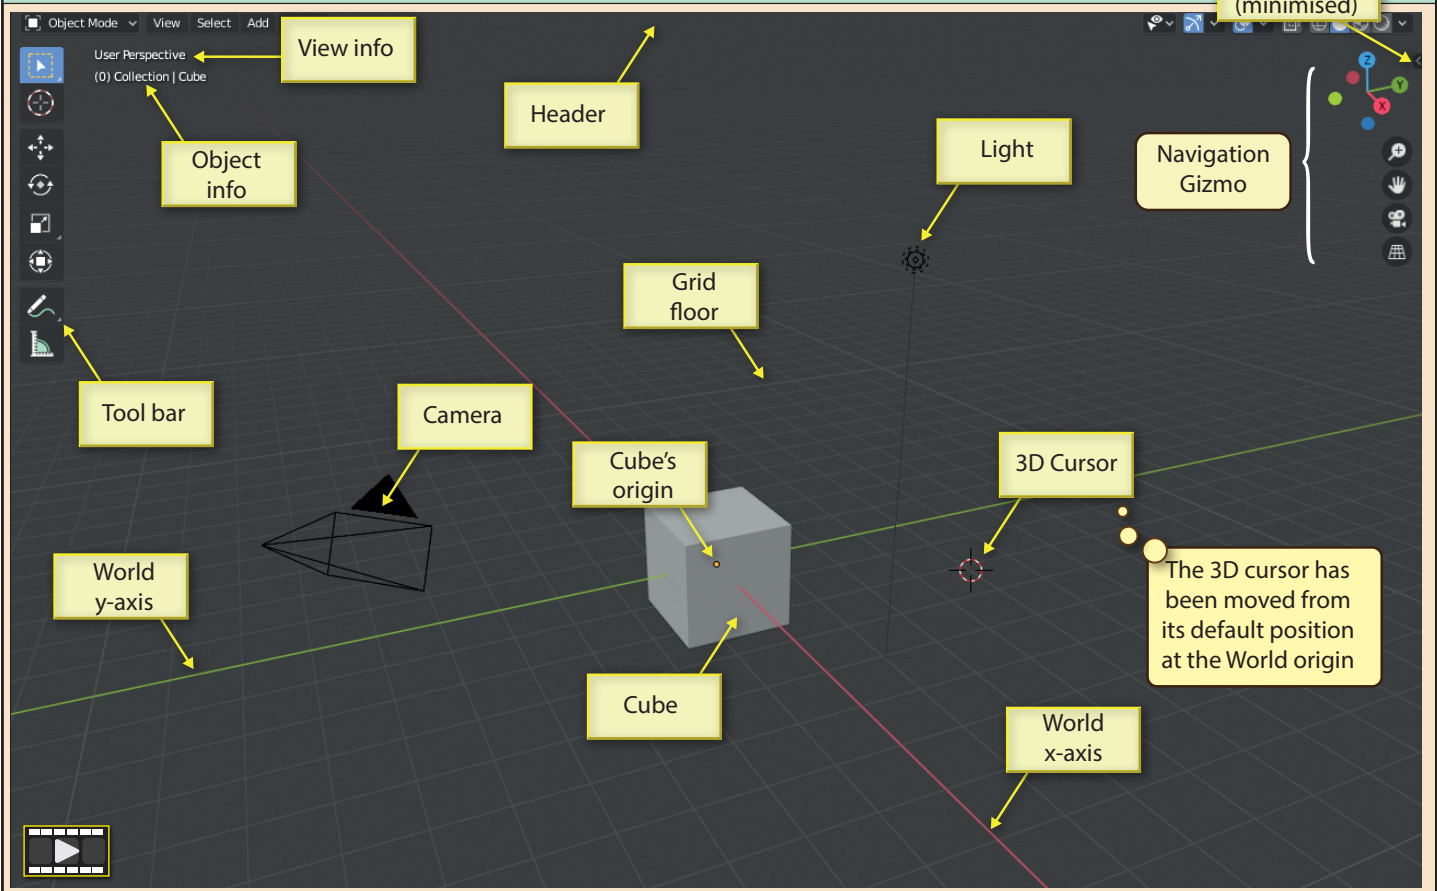 (minimised)
Object Mode
View
Select
Add
User Perspective
(0) Collection | Cube
View info
Header
Object
info
Light
Navigation
Gizmo
Z
Y
X
Grid
floor
Tool bar
Camera
Cube's
origin
3D Cursor
World
y-axis
The 3D cursor has
been moved from
its default position
at the World origin
Cube
World
x-axis